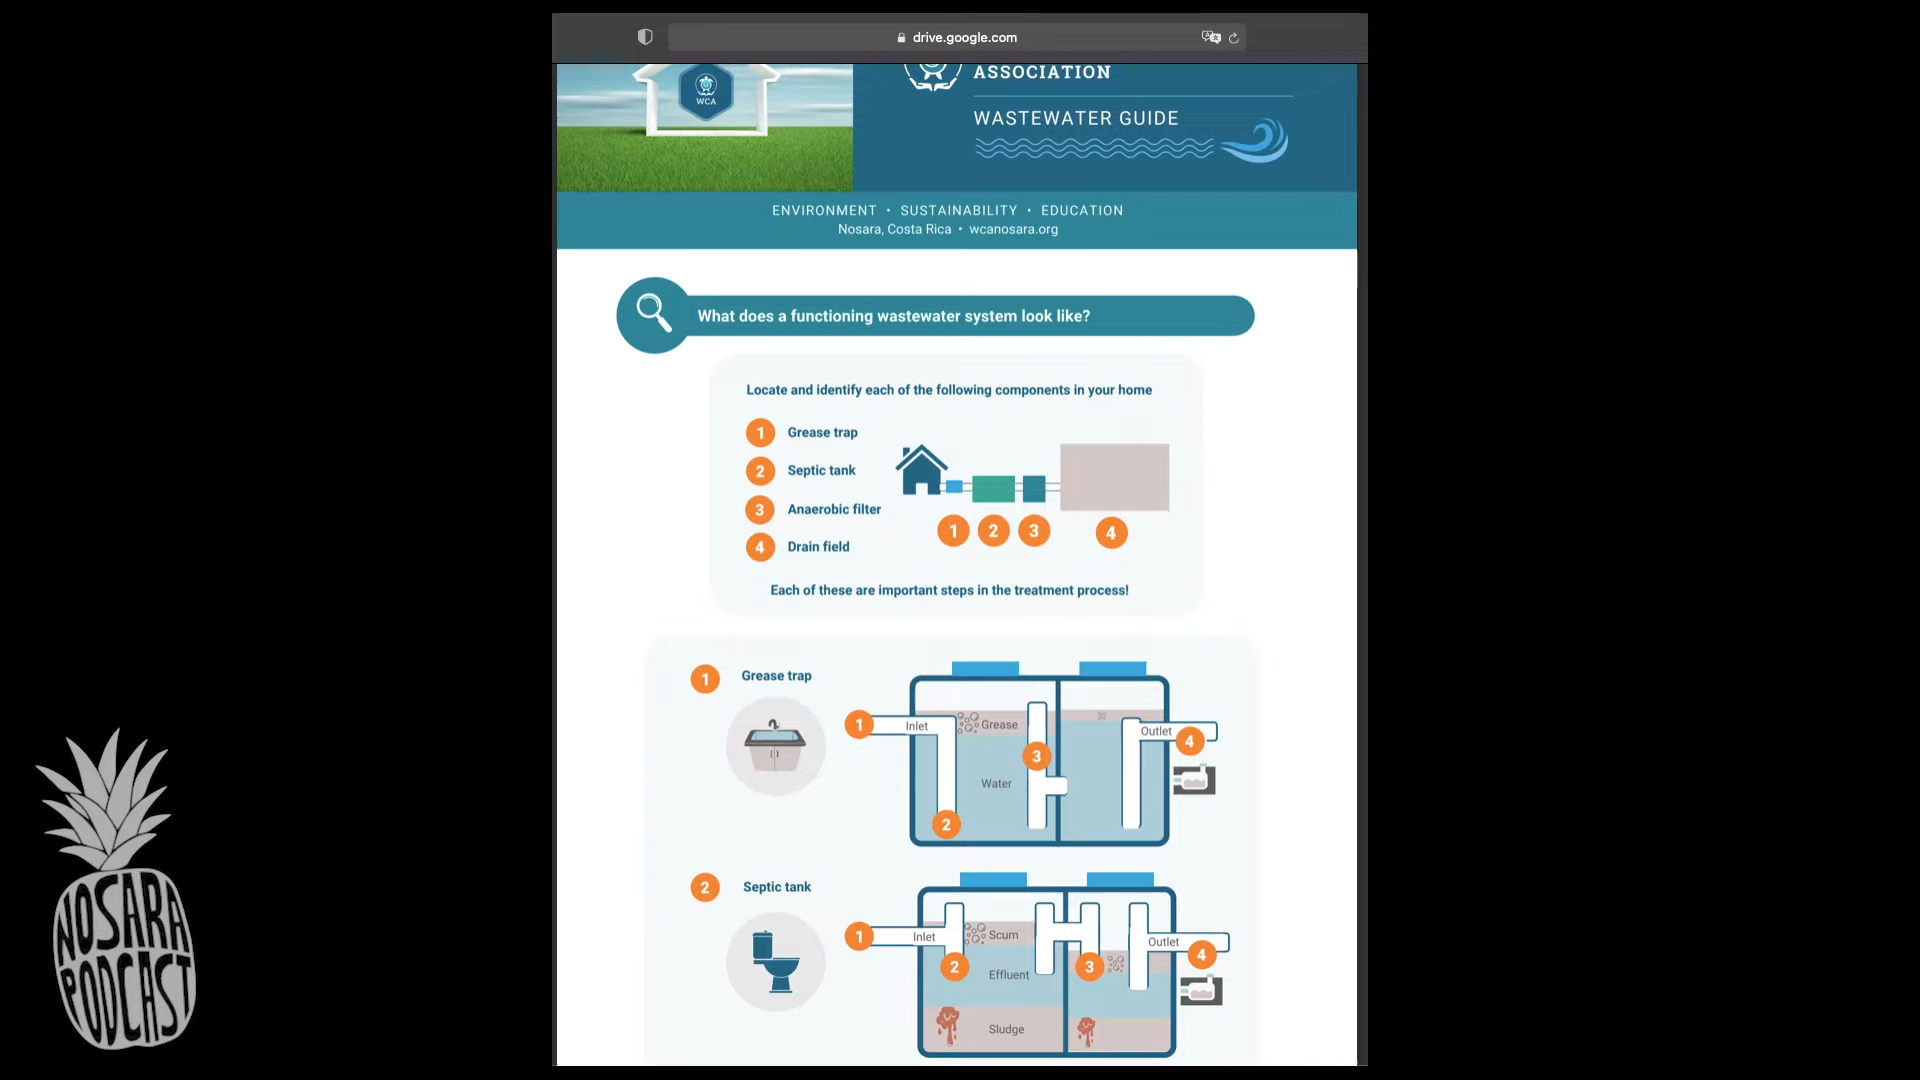 drive.google.com
WCA
ASSOCIATION
WASTEWATER GUIDE
ENVIRONMENT • SUSTAINABILITY • EDUCATION
Nosara, Costa Rica • wcanosara.org
What does a functioning wastewater system look like?
Locate and identify each of the following components in your home
1 Grease trap
2 Septic tank
3 Anaerobic filter
4 Drain field
1 2 3 4
Each of these are important steps in the treatment process!
1 Grease trap
1 Inlet
Grease
Outlet
4
3
Water
2
2 Septic tank
1 Inlet
Scum
Outlet
4
2
3
Effluent
Sludge
NOSARA
PODCAST